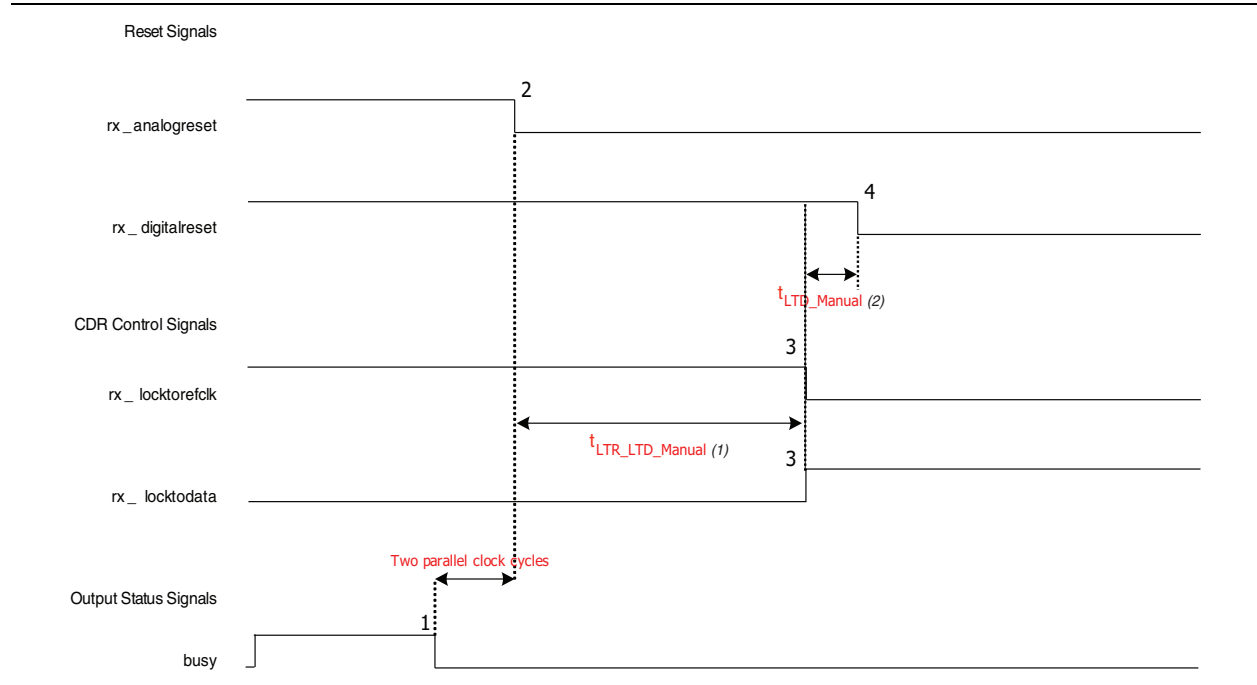 Reset Signals
2
rx _ analogreset
4
rx _ digitalreset
tLTD_Manual (2)
CDR Control Signals
3
rx _ locktorefclk
tLTR_LTD_Manual (1)
3
rx _ locktodata
Two parallel clock cycles
Output Status Signals
1
busy